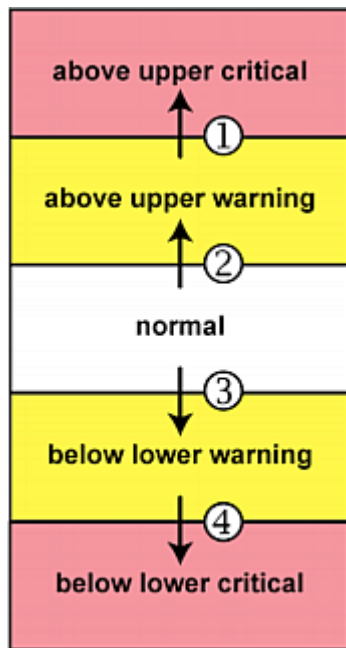 above upper critical
①
above upper warning
②
normal
③
below lower warning
④
below lower critical